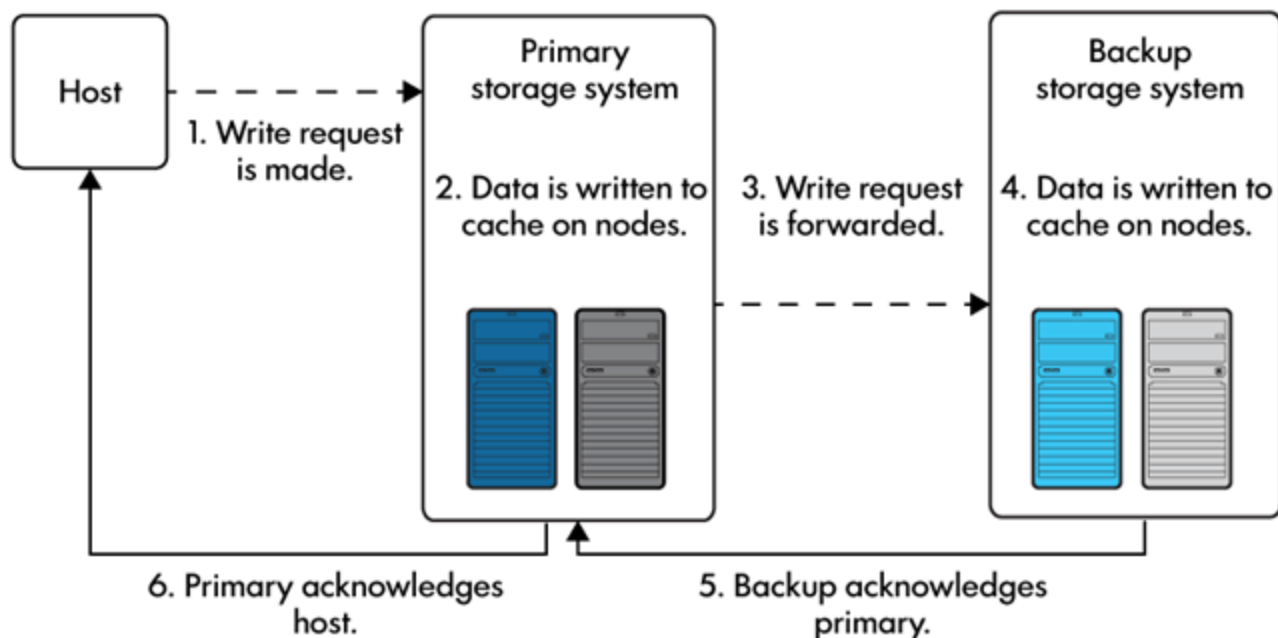 Host
1. Write request
is made.
Primary
storage system
2. Data is written to
cache on nodes.
3. Write request
is forwarded.
Backup
storage system
4. Data is written to
cache on nodes.
5. Backup acknowledges
primary.
6. Primary acknowledges
host.